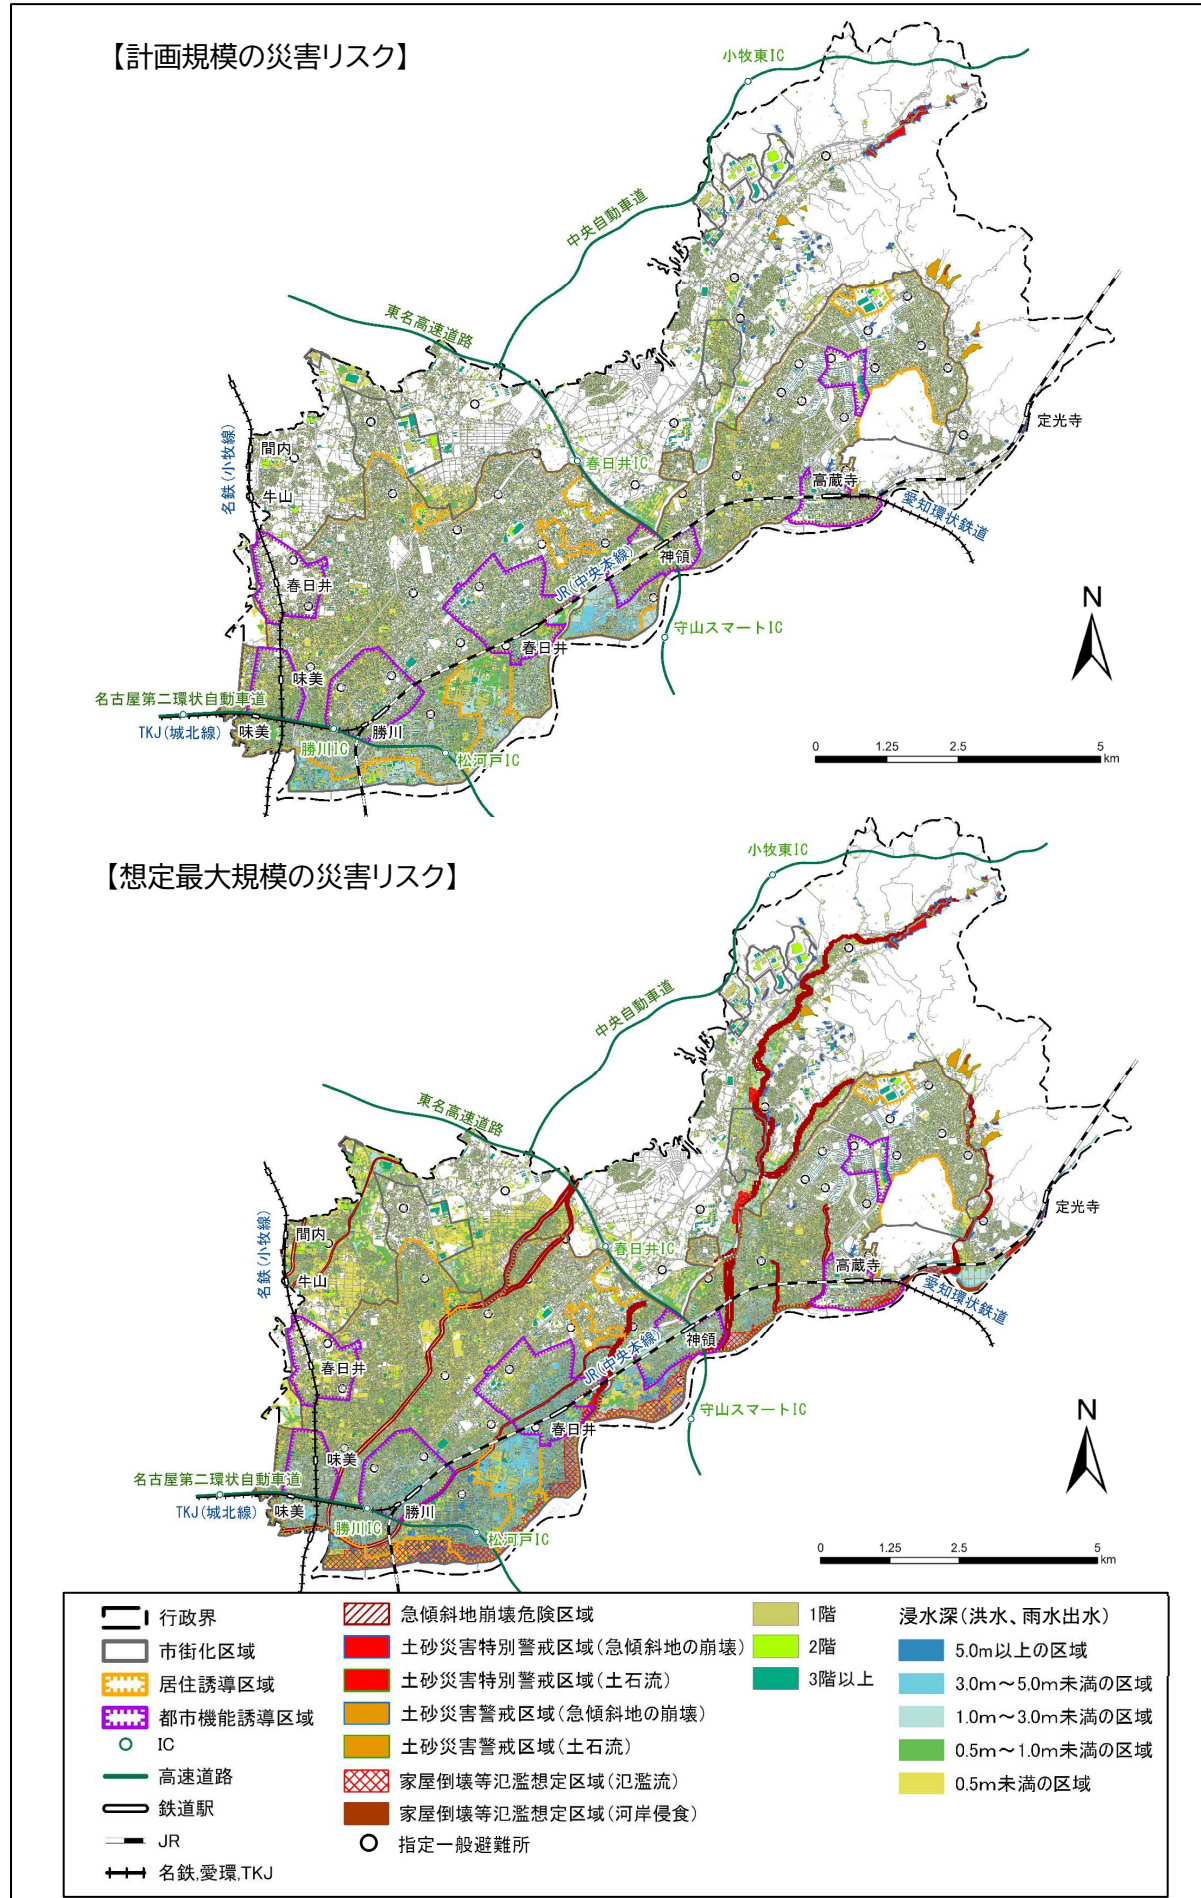 【計画規模の災害リスク】
小牧東IC
中央自動車道
東名高速道路
定光寺
間内
名鉄(小牧線)
牛山
春日井IC
高蔵寺
愛知環状鉄道
神領
春日井
JR(中央本線)
守山スマートIC
春日井
味美
名古屋第二環状自動車道
TKJ(城北線)
味美
勝川IC
勝川
松河戸IC
N
0 1.25 2.5 5
km
【想定最大規模の災害リスク】
小牧東IC
中央自動車道
東名高速道路
定光寺
間内
名鉄(小牧線)
牛山
春日井IC
高蔵寺
愛知環状鉄道
神領
春日井
JR(中央本線)
守山スマートIC
春日井
味美
名古屋第二環状自動車道
TKJ(城北線)
味美
勝川IC
勝川
松河戸IC
N
0 1.25 2.5 5
km
行政界
市街化区域
居住誘導区域
都市機能誘導区域
IC
高速道路
鉄道駅
JR
名鉄,愛環,TKJ
急傾斜地崩壊危険区域
土砂災害特別警戒区域(急傾斜地の崩壊)
土砂災害特別警戒区域(土石流)
土砂災害警戒区域(急傾斜地の崩壊)
土砂災害警戒区域(土石流)
家屋倒壊等氾濫想定区域(氾濫流)
家屋倒壊等氾濫想定区域(河岸侵食)
指定一般避難所
1階
2階
3階以上
浸水深(洪水、雨水出水)
5.0m以上の区域
3.0m～5.0m未満の区域
1.0m～3.0m未満の区域
0.5m～1.0m未満の区域
0.5m未満の区域